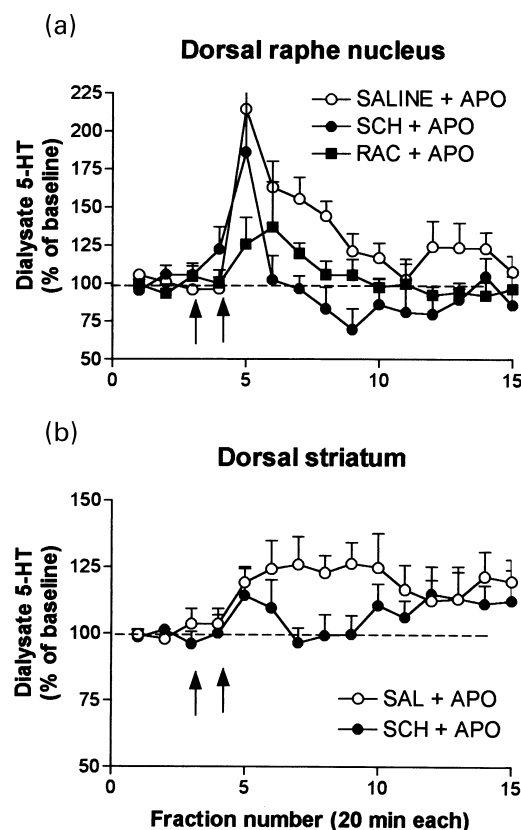 (a)
Dorsal raphe nucleus
Dialysate 5-HT
(% of baseline)
225
200
175
150
125
100
75
50
SALINE + APO
SCH + APO
RAC + APO
0 5 10 15
(b)
Dorsal striatum
Dialysate 5-HT
(% of baseline)
150
125
100
75
50
SAL + APO
SCH + APO
0 5 10 15
Fraction number (20 min each)